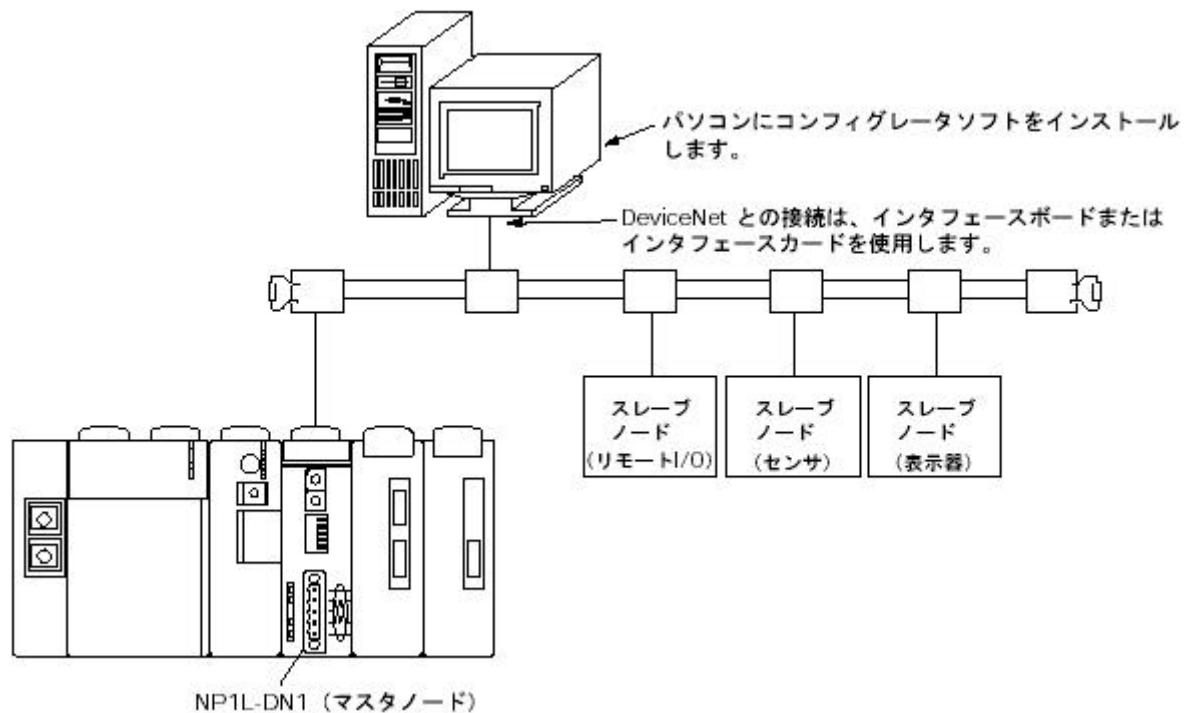 パソコンにコンフィグレータソフトをインストール
します。
DeviceNet との接続は、インタフェースボードまたは
インタフェースカードを使用します。
スレーブ
ノード
(リモートI/O)
スレーブ
ノード
(センサ)
スレーブ
ノード
(表示器)
NP1L-DN1 (マスタノード)